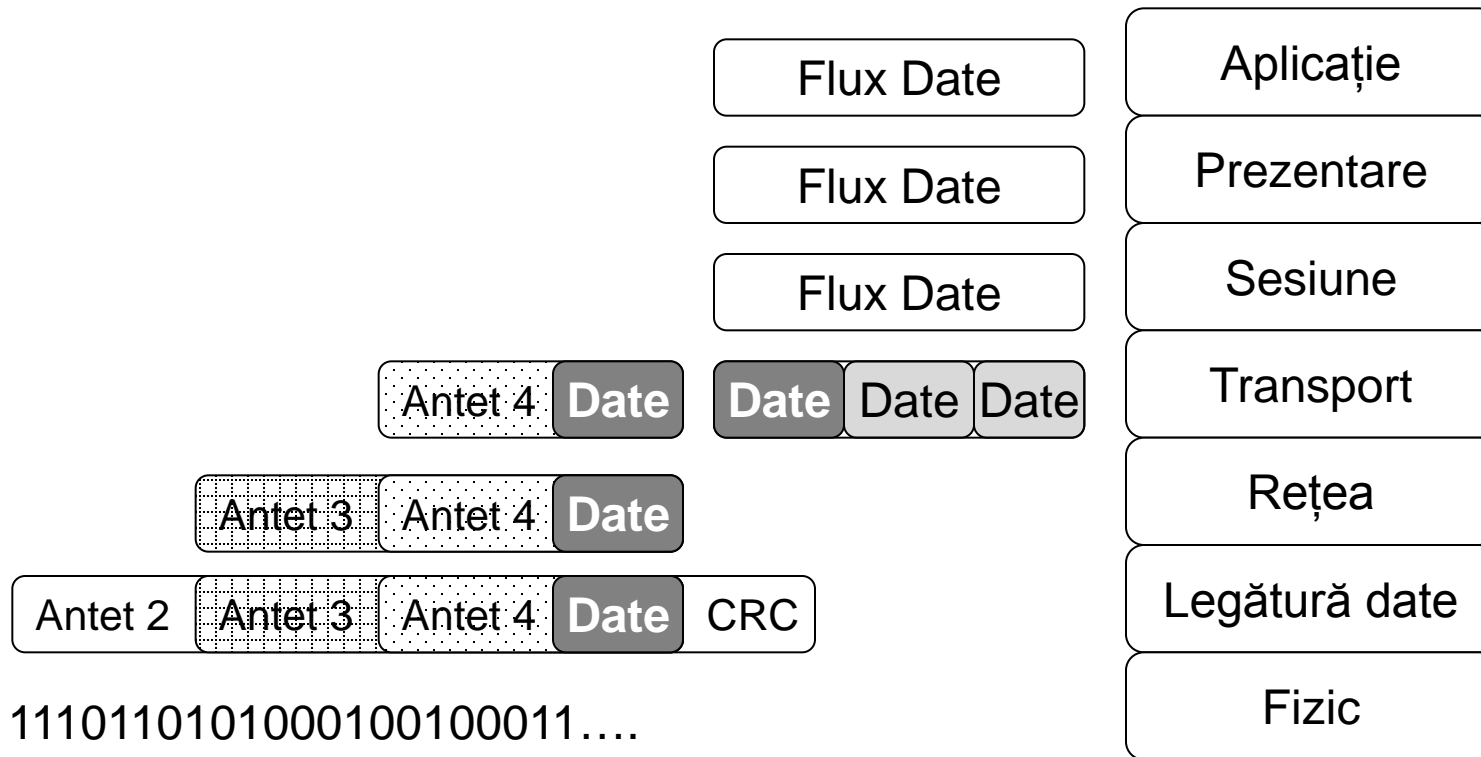 Flux Date Aplicație
Flux Date Prezentare
Flux Date Sesiune
Antet 4 Date Date Date Date Transport
Antet 3 Antet 4 Date Rețea
Antet 2 Antet 3 Antet 4 Date CRC Legătură date
1110110101000100100011…. Fizic